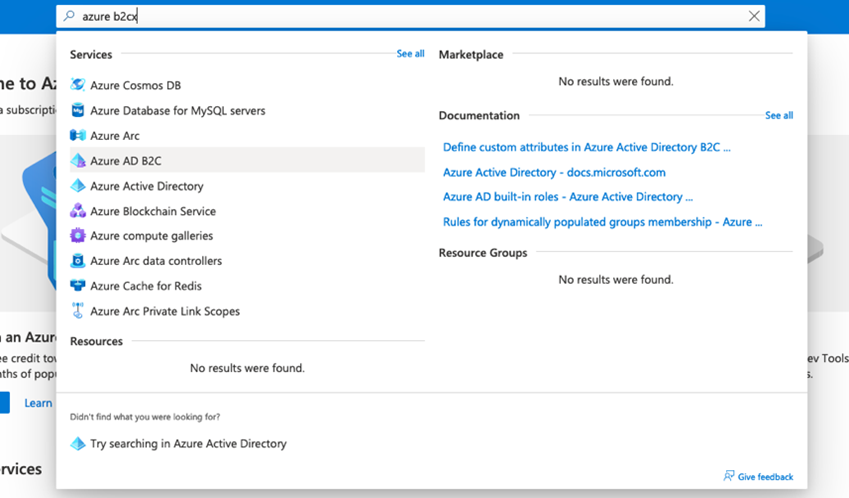 azure b2cx
Services
See all
Azure Cosmos DB
Azure Database for MySQL servers
Azure Arc
Azure AD B2C
Azure Active Directory
Azure Blockchain Service
Azure compute galleries
Azure Arc data controllers
Azure Cache for Redis
Azure Arc Private Link Scopes
Resources
No results were found.
Marketplace
No results were found.
Documentation
See all
Define custom attributes in Azure Active Directory B2C ...
Azure Active Directory - docs.microsoft.com
Azure AD built-in roles - Azure Active Directory ...
Rules for dynamically populated groups membership - Azure ...
Resource Groups
No results were found.
Didn't find what you were looking for?
Try searching in Azure Active Directory
Give feedback
ne to Az
a subscripti
n an Azur
ee credit tow
nths of popu
Learn
rvices
ev Tools
s.